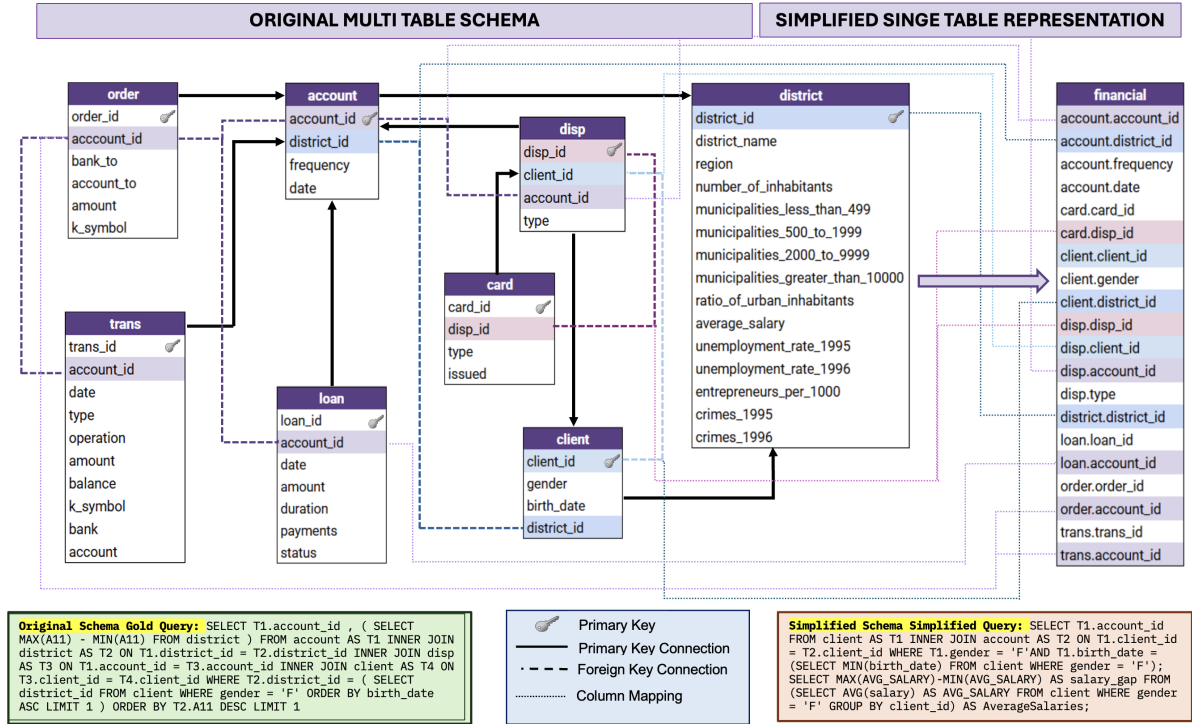 ORIGINAL MULTI TABLE SCHEMA
SIMPLIFIED SINGE TABLE REPRESENTATION
order
order_id
acccount_id
bank_to
account_to
amount
k_symbol
account
account_id
district_id
frequency
date
disp
disp_id
client_id
account_id
type
district
district_id
district_name
region
number_of_inhabitants
municipalities_less_than_499
municipalities_500_to_1999
municipalities_2000_to_9999
municipalities_greater_than_10000
ratio_of_urban_inhabitants
average_salary
unemployment_rate_1995
unemployment_rate_1996
entrepreneurs_per_1000
crimes_1995
crimes_1996
financial
account.account_id
account.district_id
account.frequency
account.date
card.card_id
card.disp_id
client.client_id
client.gender
client.district_id
disp.disp_id
disp.client_id
disp.account_id
disp.type
district.district_id
loan.loan_id
loan.account_id
order.order_id
order.account_id
trans.trans_id
trans.account_id
card
card_id
disp_id
type
issued
trans
trans_id
account_id
date
type
operation
amount
balance
k_symbol
bank
account
loan
loan_id
account_id
date
amount
duration
payments
status
client
client_id
gender
birth_date
district_id
Original Schema Gold Query: SELECT T1.account_id , ( SELECT
MAX(A11) - MIN(A11) FROM district ) FROM account AS T1 INNER JOIN
district AS T2 ON T1.district_id = T2.district_id INNER JOIN disp
AS T3 ON T1.account_id = T3.account_id INNER JOIN client AS T4 ON
T3.client_id = T4.client_id WHERE T2.district_id = ( SELECT
district_id FROM client WHERE gender = 'F' ORDER BY birth_date
ASC LIMIT 1 ) ORDER BY T2.A11 DESC LIMIT 1
Primary Key
Primary Key Connection
Foreign Key Connection
Column Mapping
Simplified Schema Simplified Query: SELECT T1.account_id
FROM client AS T1 INNER JOIN account AS T2 ON T1.client_id
= T2.client_id WHERE T1.gender = 'F'AND T1.birth_date =
(SELECT MIN(birth_date) FROM client WHERE gender = 'F');
SELECT MAX(AVG_SALARY)-MIN(AVG_SALARY) AS salary_gap FROM
(SELECT AVG(salary) AS AVG_SALARY FROM client WHERE gender
= 'F' GROUP BY client_id) AS AverageSalaries;